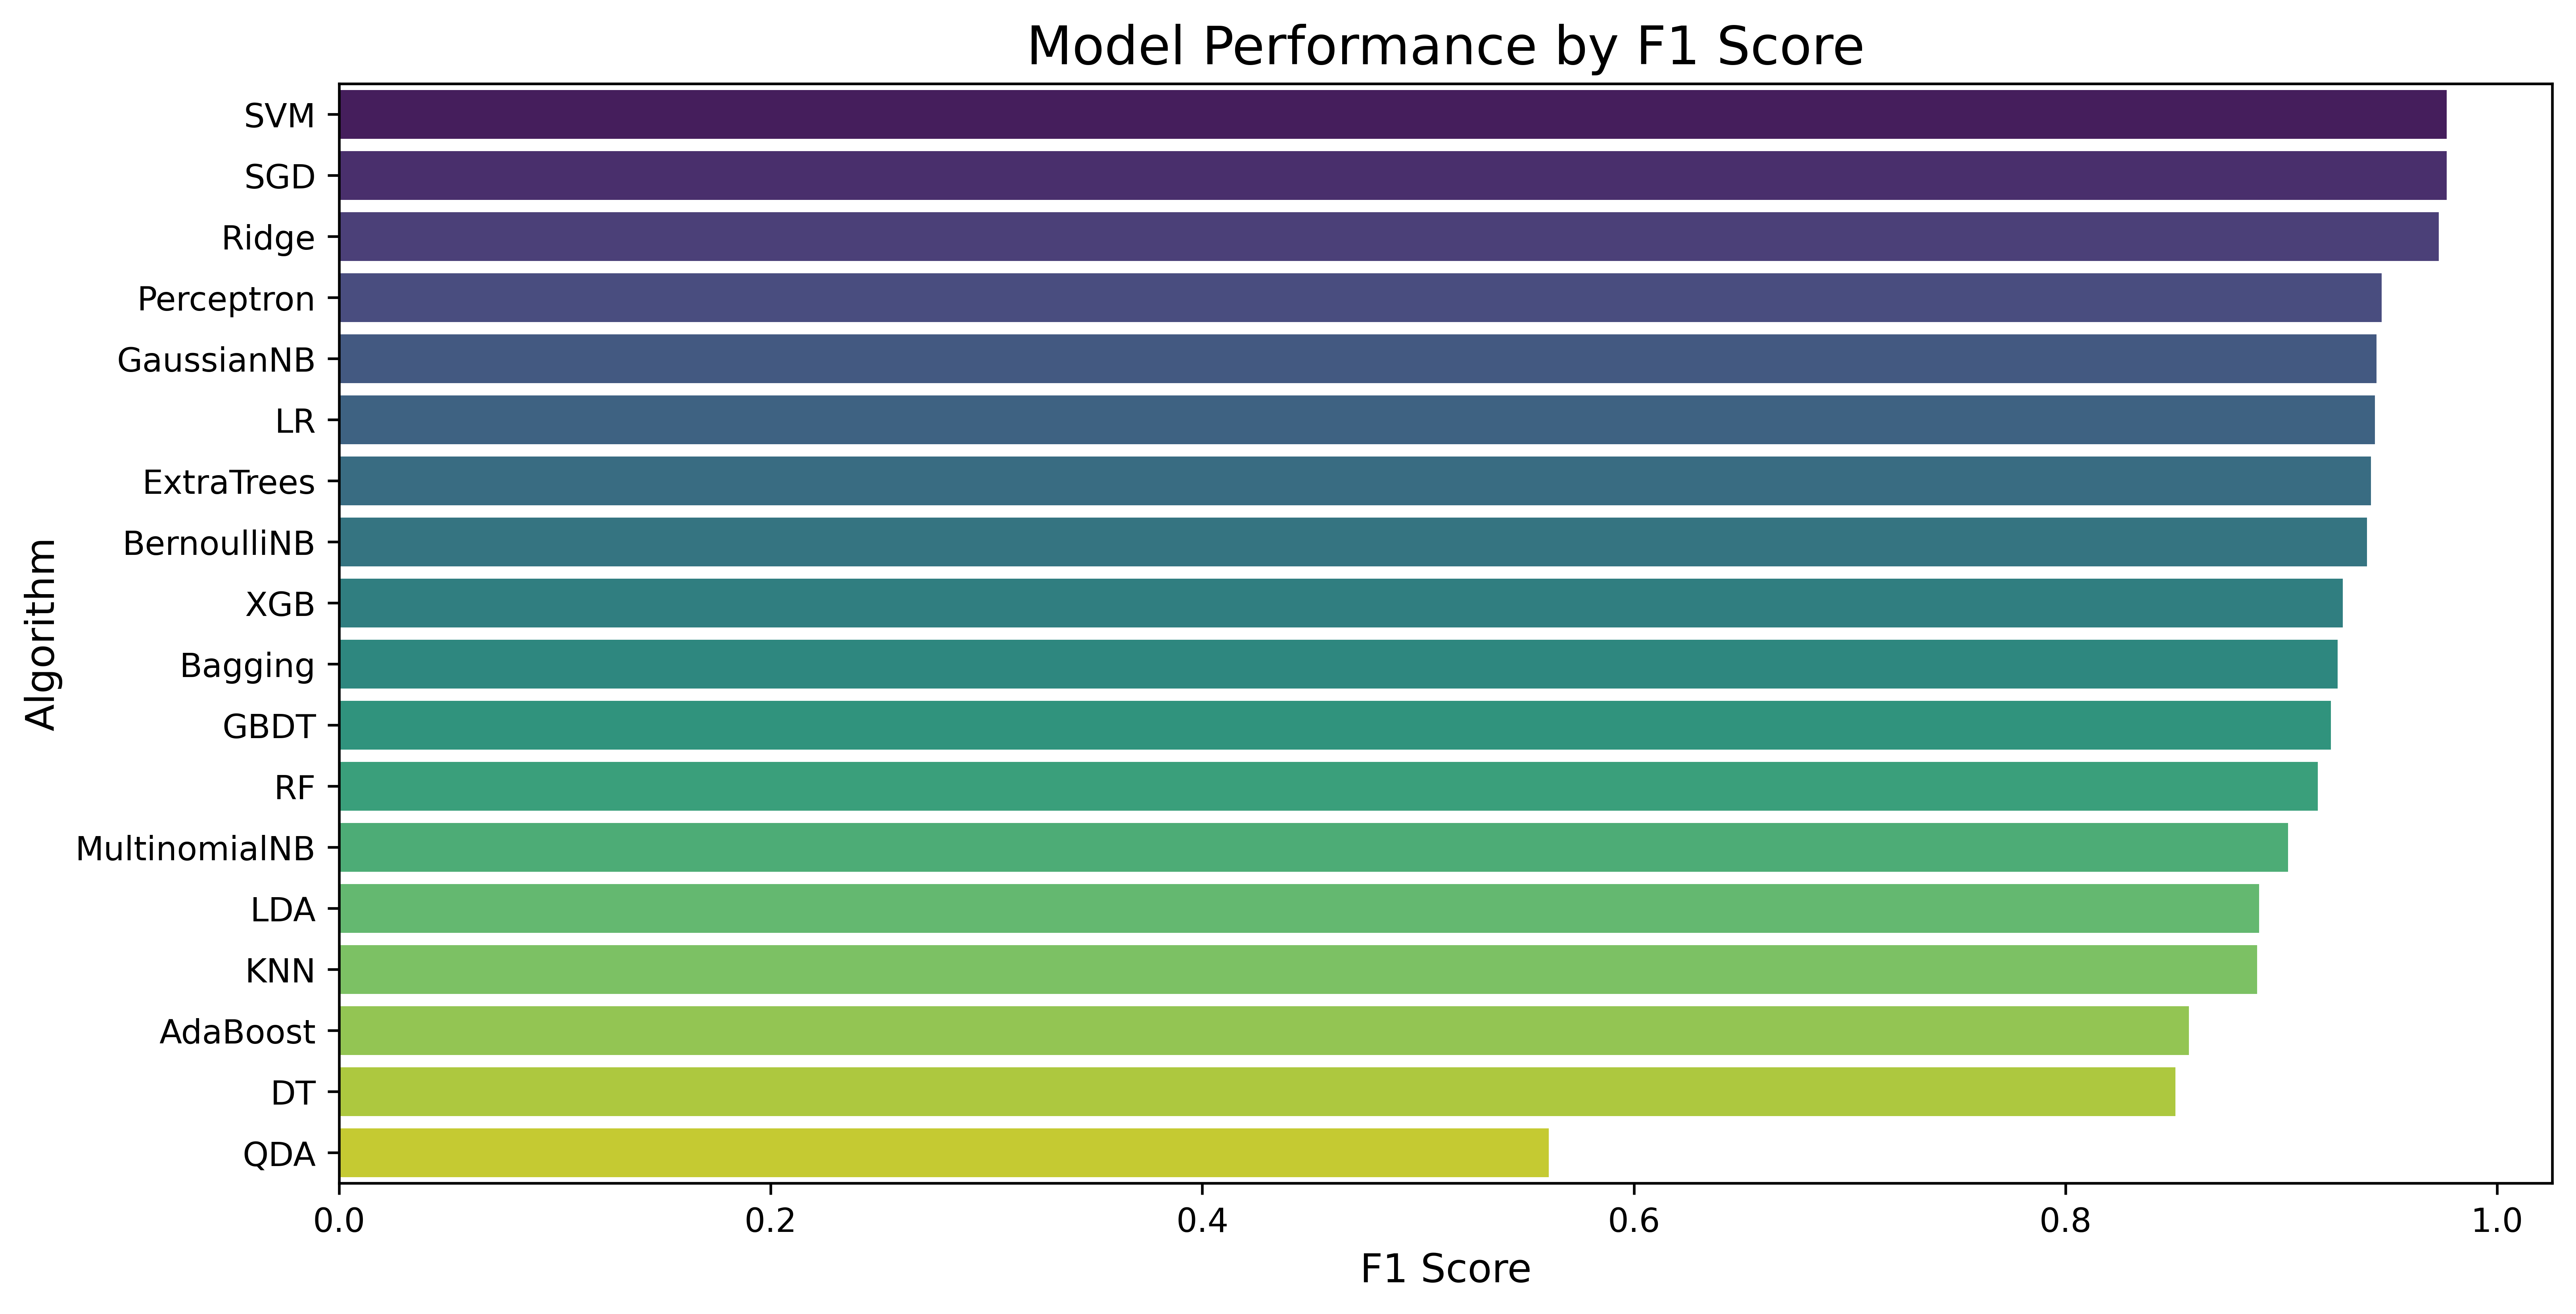 Model Performance by F1 Score
Algorithm
SVM
SGD
Ridge
Perceptron
GaussianNB
LR
ExtraTrees
BernoulliNB
XGB
Bagging
GBDT
RF
MultinomialNB
LDA
KNN
AdaBoost
DT
QDA
0.0 0.2 0.4 0.6 0.8 1.0
F1 Score